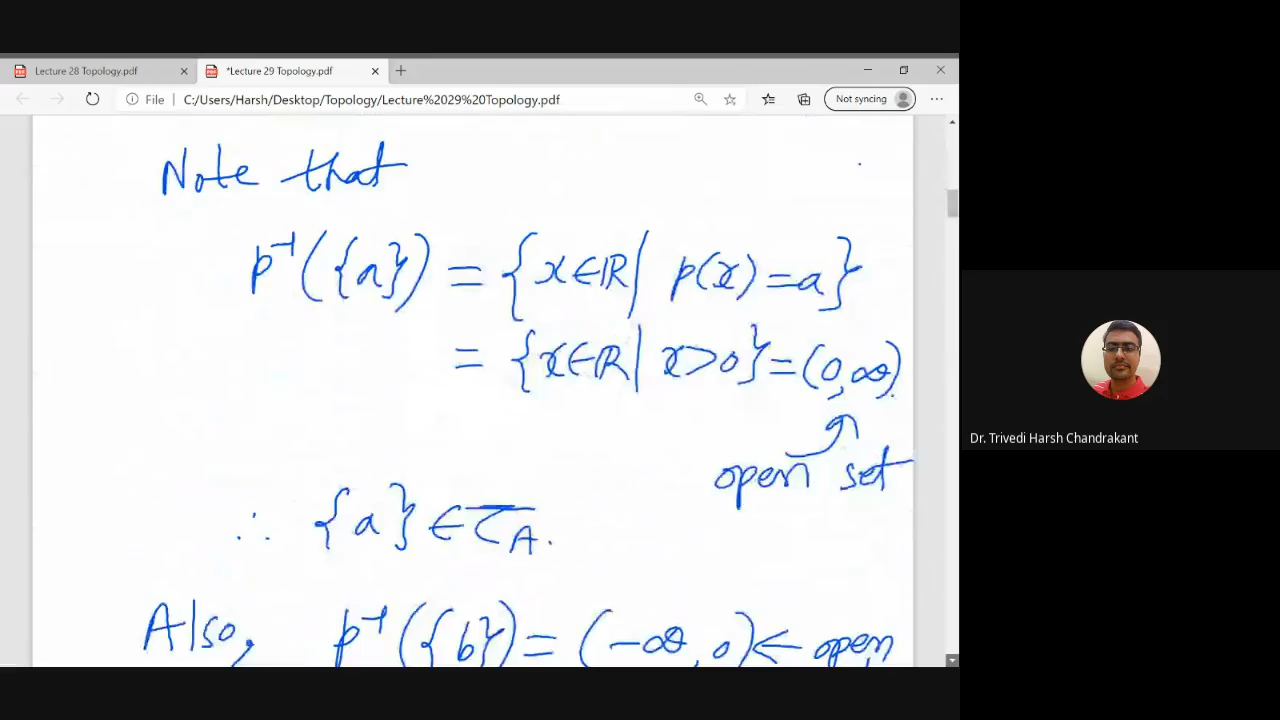 Lecture 28 Topology.pdf
*Lecture 29 Topology.pdf
File
C:/Users/Harsh/Desktop/Topology/Lecture%2029%20Topology.pdf
Not syncing
Note that
p⁻¹({a}) = {x∈ℝ | p(x) = a}
= {x∈ℝ | x>0} = (0,∞).
open set
∴ {a} ∈ τ_A.
Also, p⁻¹({b}) = (-∞, 0) ← open
Dr. Trivedi Harsh Chandrakant